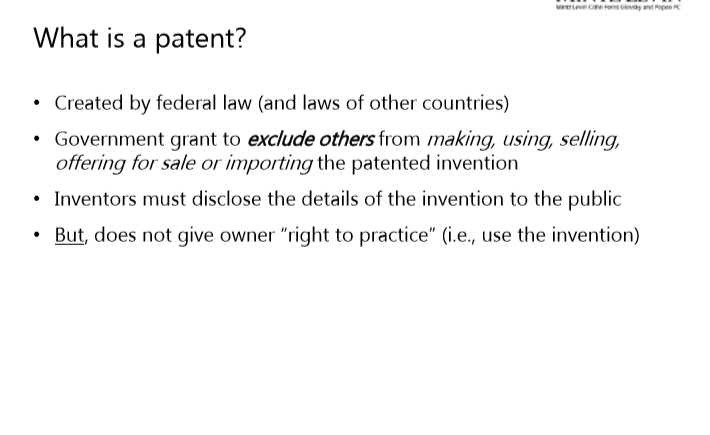 Mintz Levin Cohn Ferris Glovsky and Popeo PC
What is a patent?
• Created by federal law (and laws of other countries)
• Government grant to exclude others from making, using, selling,
offering for sale or importing the patented invention
• Inventors must disclose the details of the invention to the public
• But, does not give owner “right to practice” (i.e., use the invention)